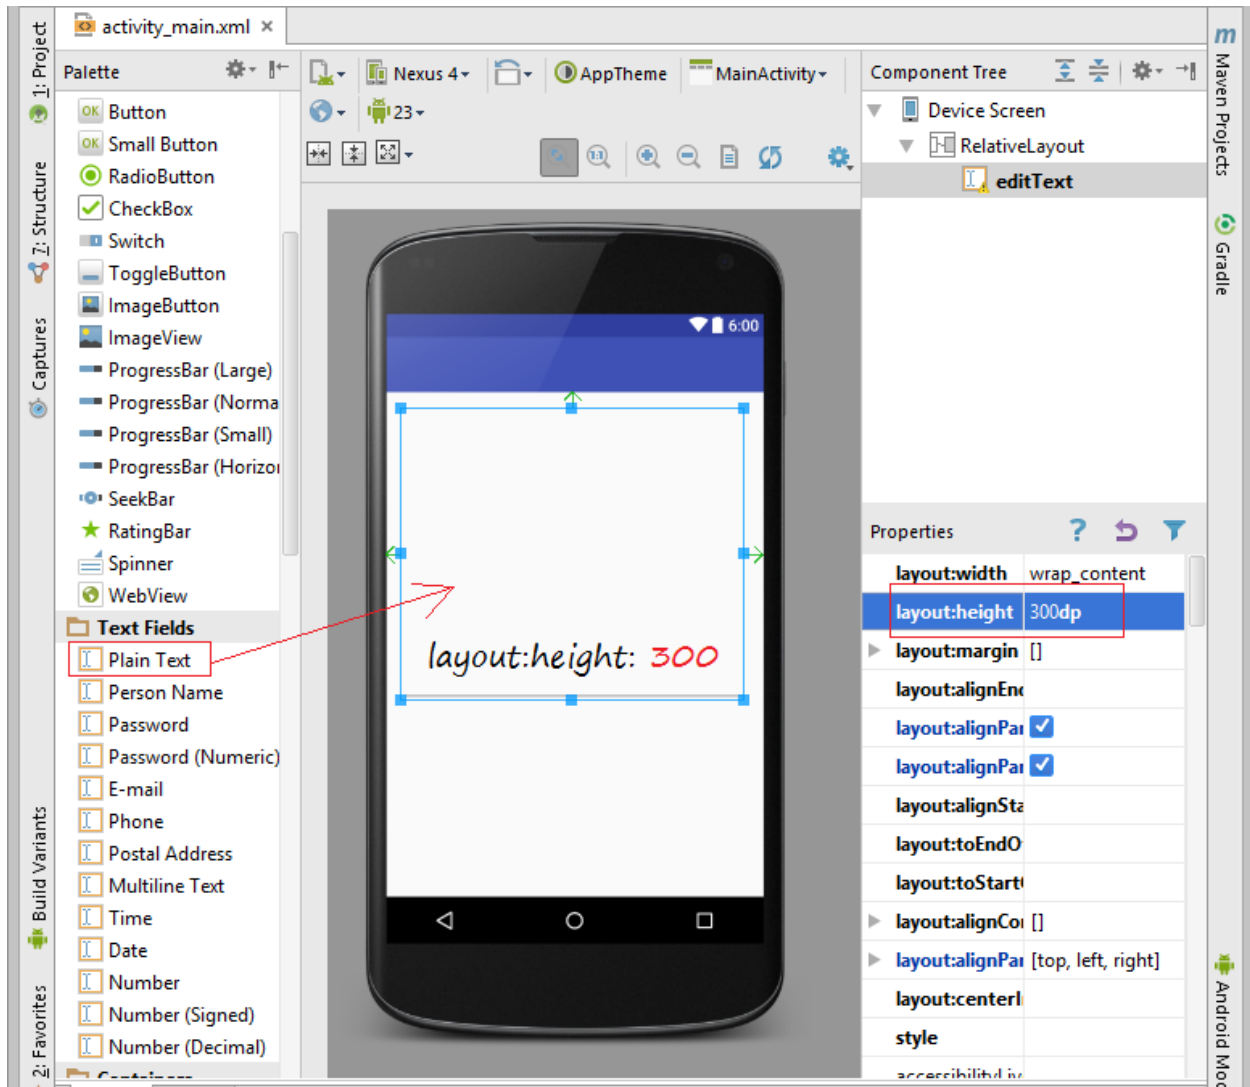 activity_main.xml
1: Project
7: Structure
Captures
Build Variants
2: Favorites
Palette
Button
Small Button
RadioButton
CheckBox
Switch
ToggleButton
ImageButton
ImageView
ProgressBar (Large)
ProgressBar (Norma
ProgressBar (Small)
ProgressBar (Horizo
SeekBar
RatingBar
Spinner
WebView
Text Fields
Plain Text
Person Name
Password
Password (Numeric)
E-mail
Phone
Postal Address
Multiline Text
Time
Date
Number
Number (Signed)
Number (Decimal)
Containers
Nexus 4
AppTheme
MainActivity
23
6:00
layout:height: 300
Component Tree
Device Screen
RelativeLayout
editText
Properties
layout:width wrap_content
layout:height 300dp
layout:margin []
layout:alignEn
layout:alignPa
layout:alignPa
layout:alignSta
layout:toEndO
layout:toStart
layout:alignCo []
layout:alignPa [top, left, right]
layout:centerI
style
accessibilityLiv
Maven Projects
Gradle
Android Mod